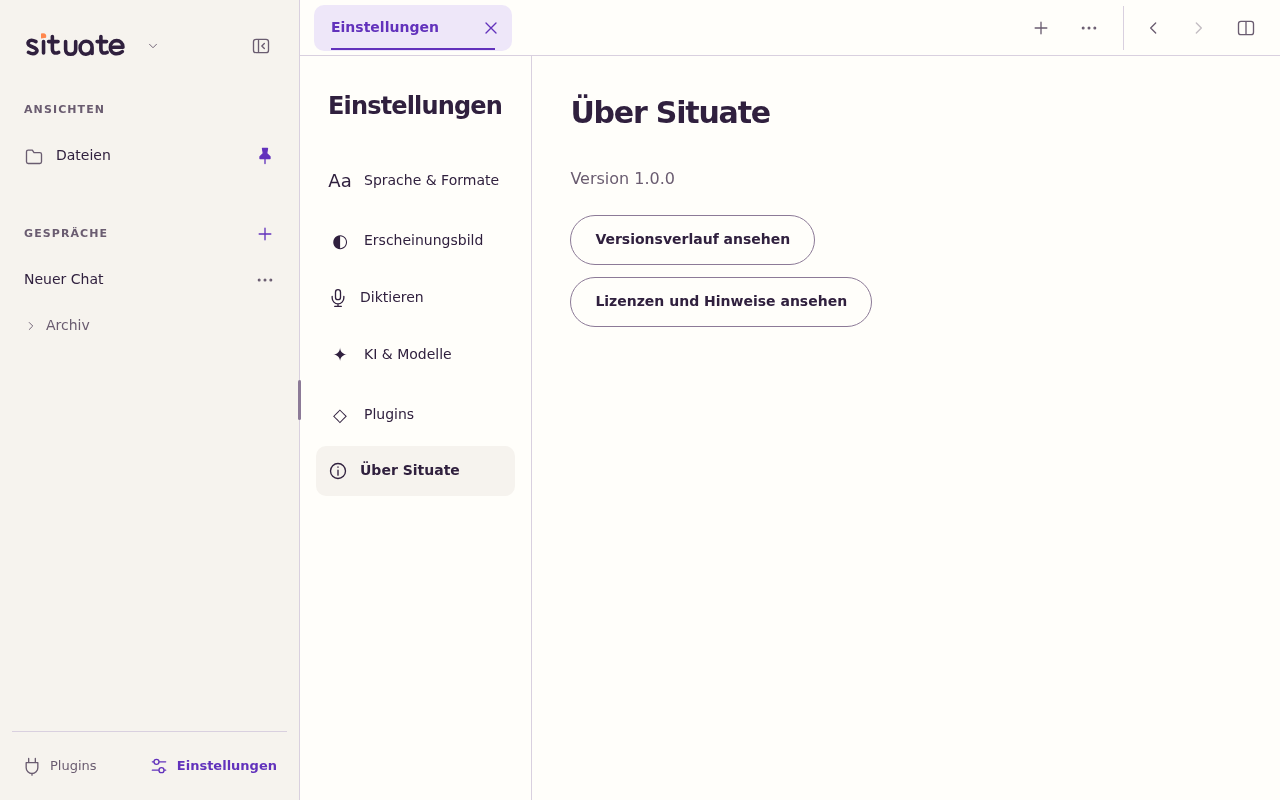 situate
ANSICHTEN
Dateien
GESPRÄCHE
Neuer Chat
Archiv
Plugins
Einstellungen
Einstellungen
Einstellungen
Aa Sprache & Formate
Erscheinungsbild
Diktieren
KI & Modelle
Plugins
Über Situate
Über Situate
Version 1.0.0
Versionsverlauf ansehen
Lizenzen und Hinweise ansehen